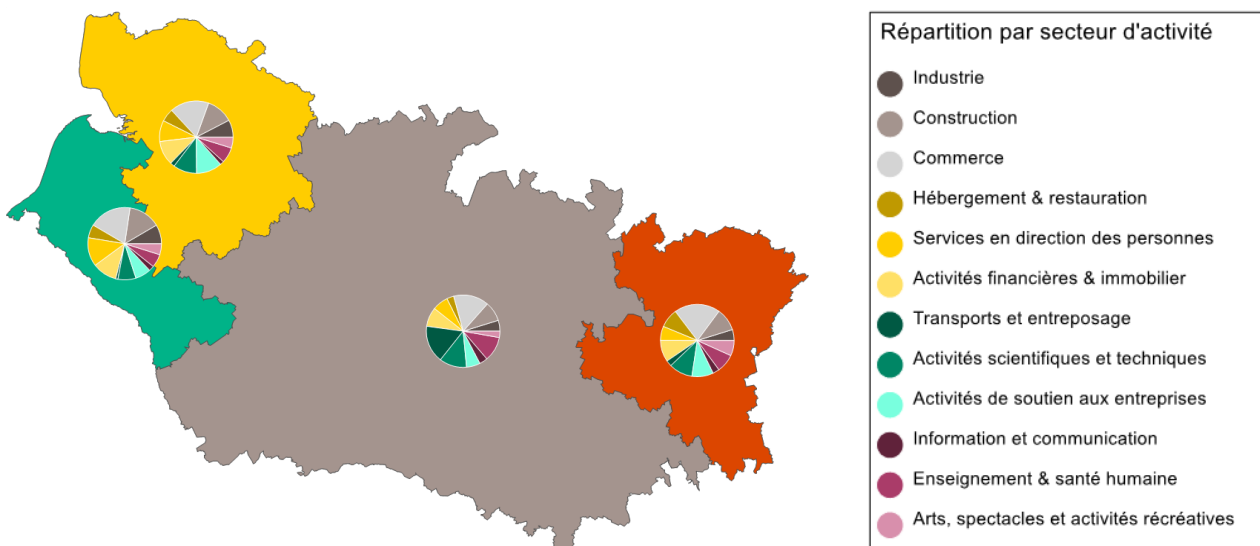 Répartition par secteur d'activité
Industrie
Construction
Commerce
Hébergement & restauration
Services en direction des personnes
Activités financières & immobilier
Transports et entreposage
Activités scientifiques et techniques
Activités de soutien aux entreprises
Information et communication
Enseignement & santé humaine
Arts, spectacles et activités récréatives